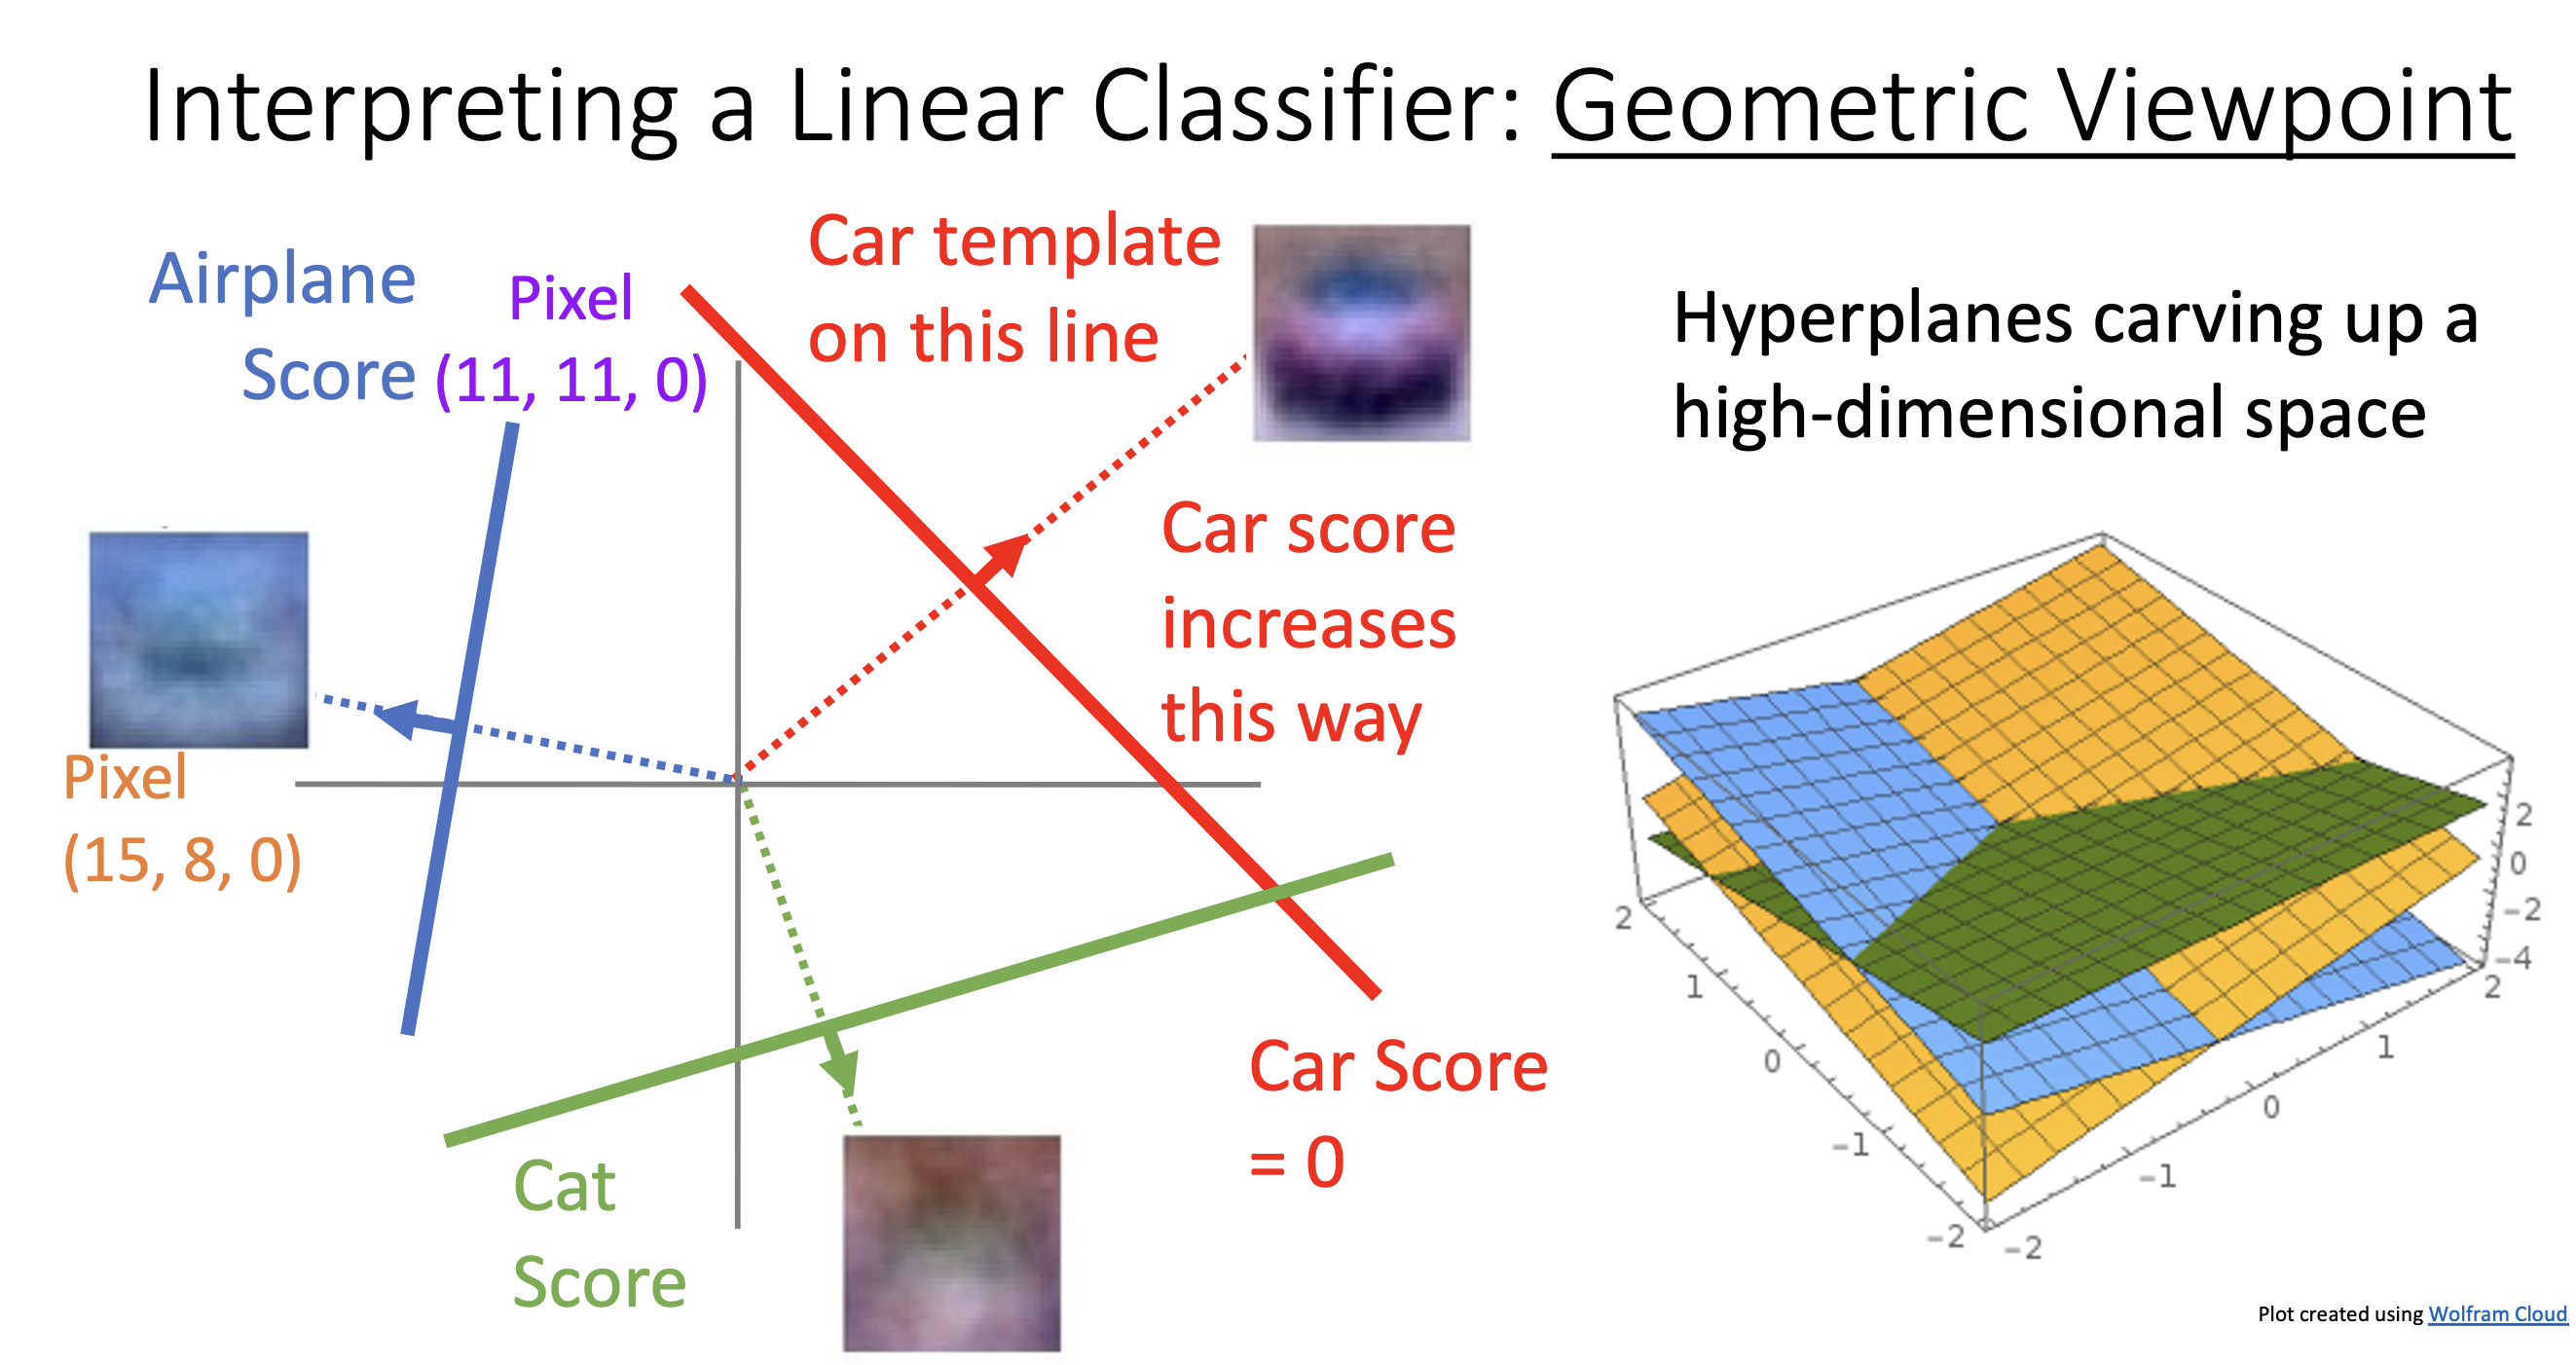 Interpreting a Linear Classifier: Geometric Viewpoint
Airplane
Score
Pixel
(11, 11, 0)
Car template
on this line
Car score
increases
this way
Pixel
(15, 8, 0)
Cat
Score
Car Score
= 0
Hyperplanes carving up a
high-dimensional space
2
0
−2
−4
2
1
0
−1
−2
2
1
0
−1
−2
Plot created using Wolfram Cloud